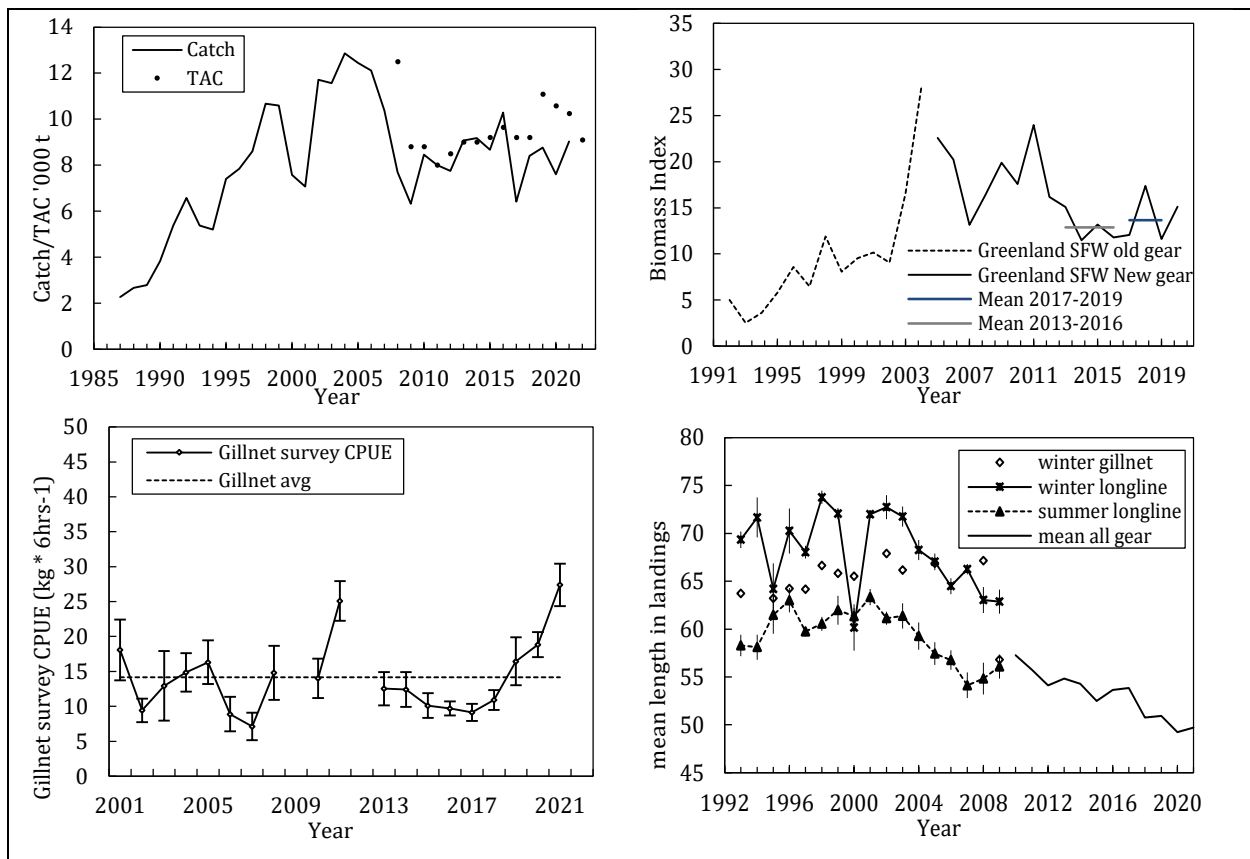 14
12
10
8
6
4
2
0
Catch/TAC '000 t
Catch
TAC
1985 1990 1995 2000 2005 2010 2015 2020
Year
35
30
25
20
15
10
5
0
Biomass Index
Greenland SFW old gear
Greenland SFW New gear
Mean 2017-2019
Mean 2013-2016
1991 1995 1999 2003 2007 2011 2015 2019
Year
50
45
40
35
30
25
20
15
10
5
0
Gillnet survey CPUE (kg * 6hrs-1)
Gillnet survey CPUE
Gillnet avg
2001 2005 2009 2013 2017 2021
Year
80
75
70
65
60
55
50
45
mean length in landings
winter gillnet
winter longline
summer longline
mean all gear
1992 1996 2000 2004 2008 2012 2016 2020
Year